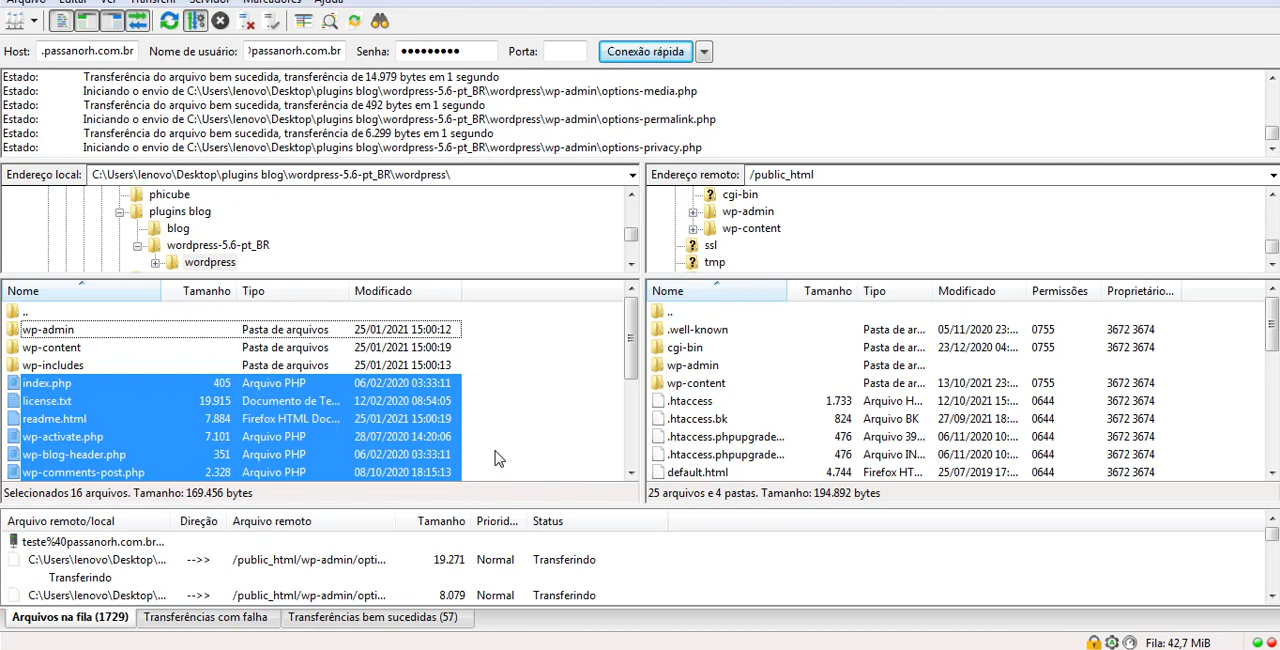 Arquivo Editar Ver Transferir Servidor Marcadores Ajuda
Host: .passanorh.com.br Nome de usuário: passanorh.com.br Senha: ●●●●●●●●● Porta: Conexão rápida
Estado: Transferência do arquivo bem sucedida, transferência de 14.979 bytes em 1 segundo
Estado: Iniciando o envio de C:\Users\lenovo\Desktop\plugins blog\wordpress-5.6-pt_BR\wordpress\wp-admin\options-media.php
Estado: Transferência do arquivo bem sucedida, transferência de 492 bytes em 1 segundo
Estado: Iniciando o envio de C:\Users\lenovo\Desktop\plugins blog\wordpress-5.6-pt_BR\wordpress\wp-admin\options-permalink.php
Estado: Transferência do arquivo bem sucedida, transferência de 6.299 bytes em 1 segundo
Estado: Iniciando o envio de C:\Users\lenovo\Desktop\plugins blog\wordpress-5.6-pt_BR\wordpress\wp-admin\options-privacy.php
Endereço local: C:\Users\lenovo\Desktop\plugins blog\wordpress-5.6-pt_BR\wordpress\
phicube
plugins blog
blog
wordpress-5.6-pt_BR
wordpress
Nome Tamanho Tipo Modificado
..
wp-admin Pasta de arquivos 25/01/2021 15:00:12
wp-content Pasta de arquivos 25/01/2021 15:00:19
wp-includes Pasta de arquivos 25/01/2021 15:00:13
index.php 405 Arquivo PHP 06/02/2020 03:33:11
license.txt 19.915 Documento de Te... 12/02/2020 08:54:05
readme.html 7.884 Firefox HTML Doc... 25/01/2021 15:00:19
wp-activate.php 7.101 Arquivo PHP 28/07/2020 14:20:06
wp-blog-header.php 351 Arquivo PHP 06/02/2020 03:33:11
wp-comments-post.php 2.328 Arquivo PHP 08/10/2020 18:15:13
Selecionados 16 arquivos. Tamanho: 169.456 bytes
Endereço remoto: /public_html
cgi-bin
wp-admin
wp-content
ssl
tmp
Nome Tamanho Tipo Modificado Permissões Proprietário...
..
.well-known Pasta de ar... 05/11/2020 23:... 0755 3672 3674
cgi-bin Pasta de ar... 23/12/2020 04:... 0755 3672 3674
wp-admin Pasta de ar...
wp-content Pasta de ar... 13/10/2021 23:... 0755 3672 3674
.htaccess 1.733 Arquivo H... 12/10/2021 15:... 0644 3672 3674
.htaccess.bk 824 Arquivo BK 27/09/2021 18:... 0644 3672 3674
.htaccess.phpupgrade... 476 Arquivo 39... 06/11/2020 10:... 0644 3672 3674
.htaccess.phpupgrade... 476 Arquivo IN... 06/11/2020 10:... 0644 3672 3674
default.html 4.744 Firefox HT... 25/07/2019 17:... 0644 3672 3674
25 arquivos e 4 pastas. Tamanho: 194.892 bytes
Arquivo remoto/local Direção Arquivo remoto Tamanho Priorid... Status
teste%40passanorh.com.br...
C:\Users\lenovo\Desktop\... -->> /public_html/wp-admin/opti... 19.271 Normal Transferindo
Transferindo
C:\Users\lenovo\Desktop\... -->> /public_html/wp-admin/opti... 8.079 Normal Transferindo
Arquivos na fila (1729) Transferências com falha Transferências bem sucedidas (57)
Fila: 42,7 MiB